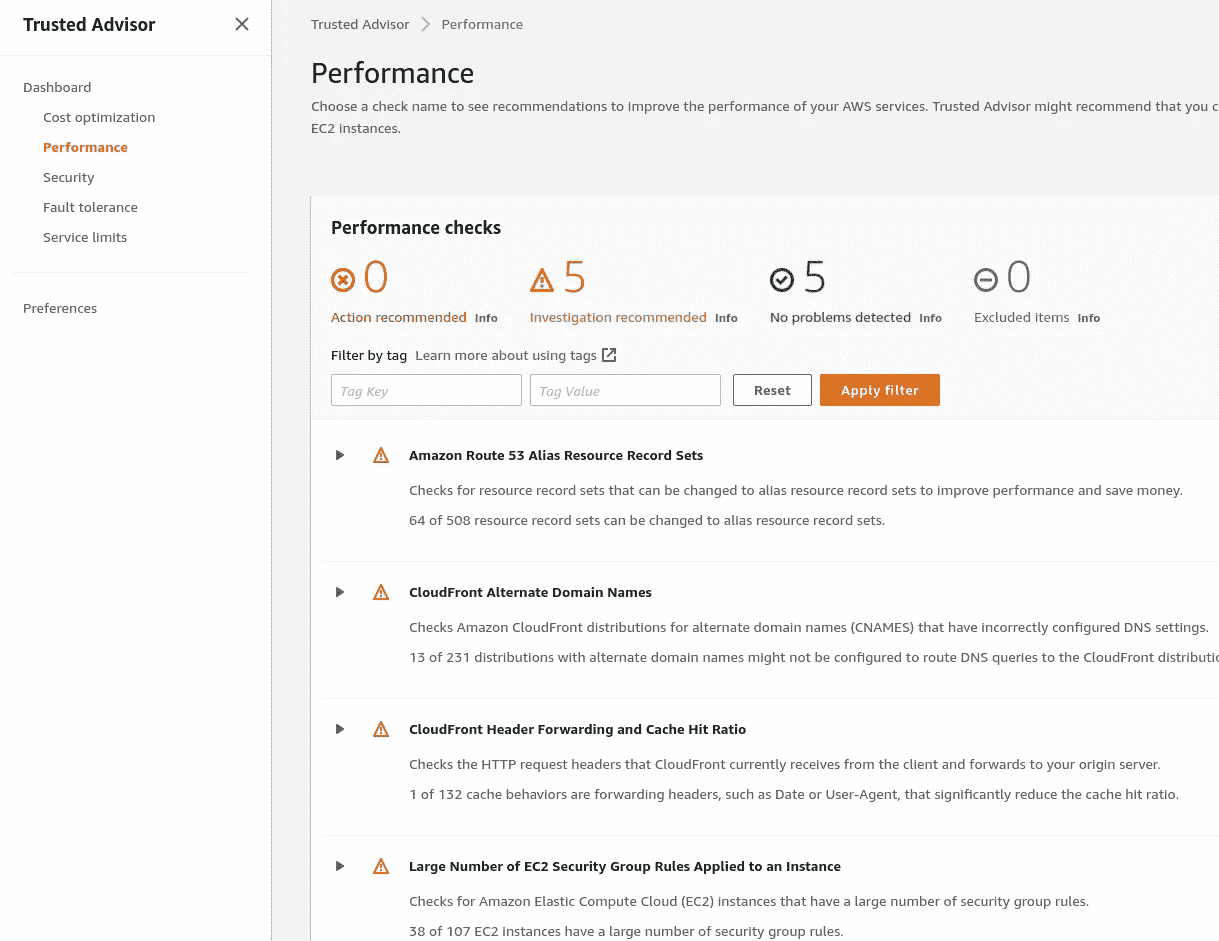 Trusted Advisor
Dashboard
Cost optimization
Performance
Security
Fault tolerance
Service limits
Preferences
Trusted Advisor Performance
Performance
Choose a check name to see recommendations to improve the performance of your AWS services. Trusted Advisor might recommend that you c
EC2 instances.
Performance checks
0 5 5 0
Action recommended Info Investigation recommended Info No problems detected Info Excluded items Info
Filter by tag Learn more about using tags
Tag Key Tag Value Reset Apply filter
Amazon Route 53 Alias Resource Record Sets
Checks for resource record sets that can be changed to alias resource record sets to improve performance and save money.
64 of 508 resource record sets can be changed to alias resource record sets.
CloudFront Alternate Domain Names
Checks Amazon CloudFront distributions for alternate domain names (CNAMES) that have incorrectly configured DNS settings.
13 of 231 distributions with alternate domain names might not be configured to route DNS queries to the CloudFront distributio
CloudFront Header Forwarding and Cache Hit Ratio
Checks the HTTP request headers that CloudFront currently receives from the client and forwards to your origin server.
1 of 132 cache behaviors are forwarding headers, such as Date or User-Agent, that significantly reduce the cache hit ratio.
Large Number of EC2 Security Group Rules Applied to an Instance
Checks for Amazon Elastic Compute Cloud (EC2) instances that have a large number of security group rules.
38 of 107 EC2 instances have a large number of security group rules.